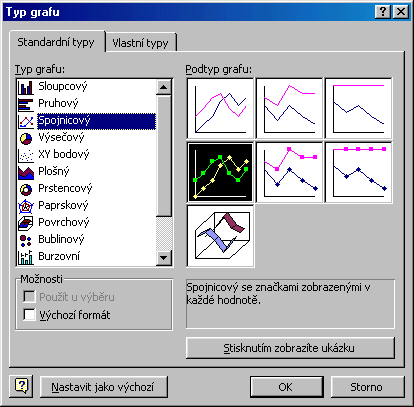 Typ grafu
Standardní typy
Vlastní typy
Typ grafu:
Podtyp grafu:
Sloupcový
Pruhový
Spojnicový
Výsečový
XY bodový
Plošný
Prstencový
Paprskový
Povrchový
Bublinový
Burzovní
Možnosti
Použít u výběru
Výchozí formát
Spojnicový se značkami zobrazenými v
každé hodnotě.
Stisknutím zobrazíte ukázku
Nastavit jako výchozí
OK
Storno